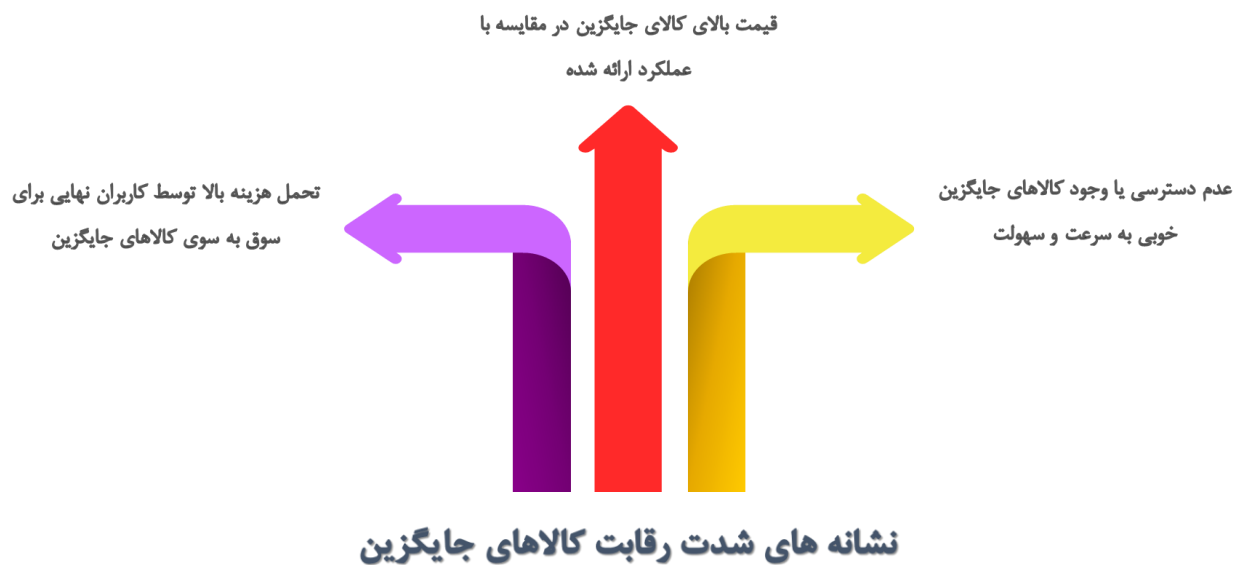 قیمت بالای کالای جایگزین در مقایسه با
عملکرد ارائه شده
عدم دسترسی یا وجود کالاهای جایگزین
خوبی به سرعت و سهولت
تحمل هزینه بالا توسط کاربران نهایی برای
سوق به سوی کالاهای جایگزین
نشانه های شدت رقابت کالاهای جایگزین